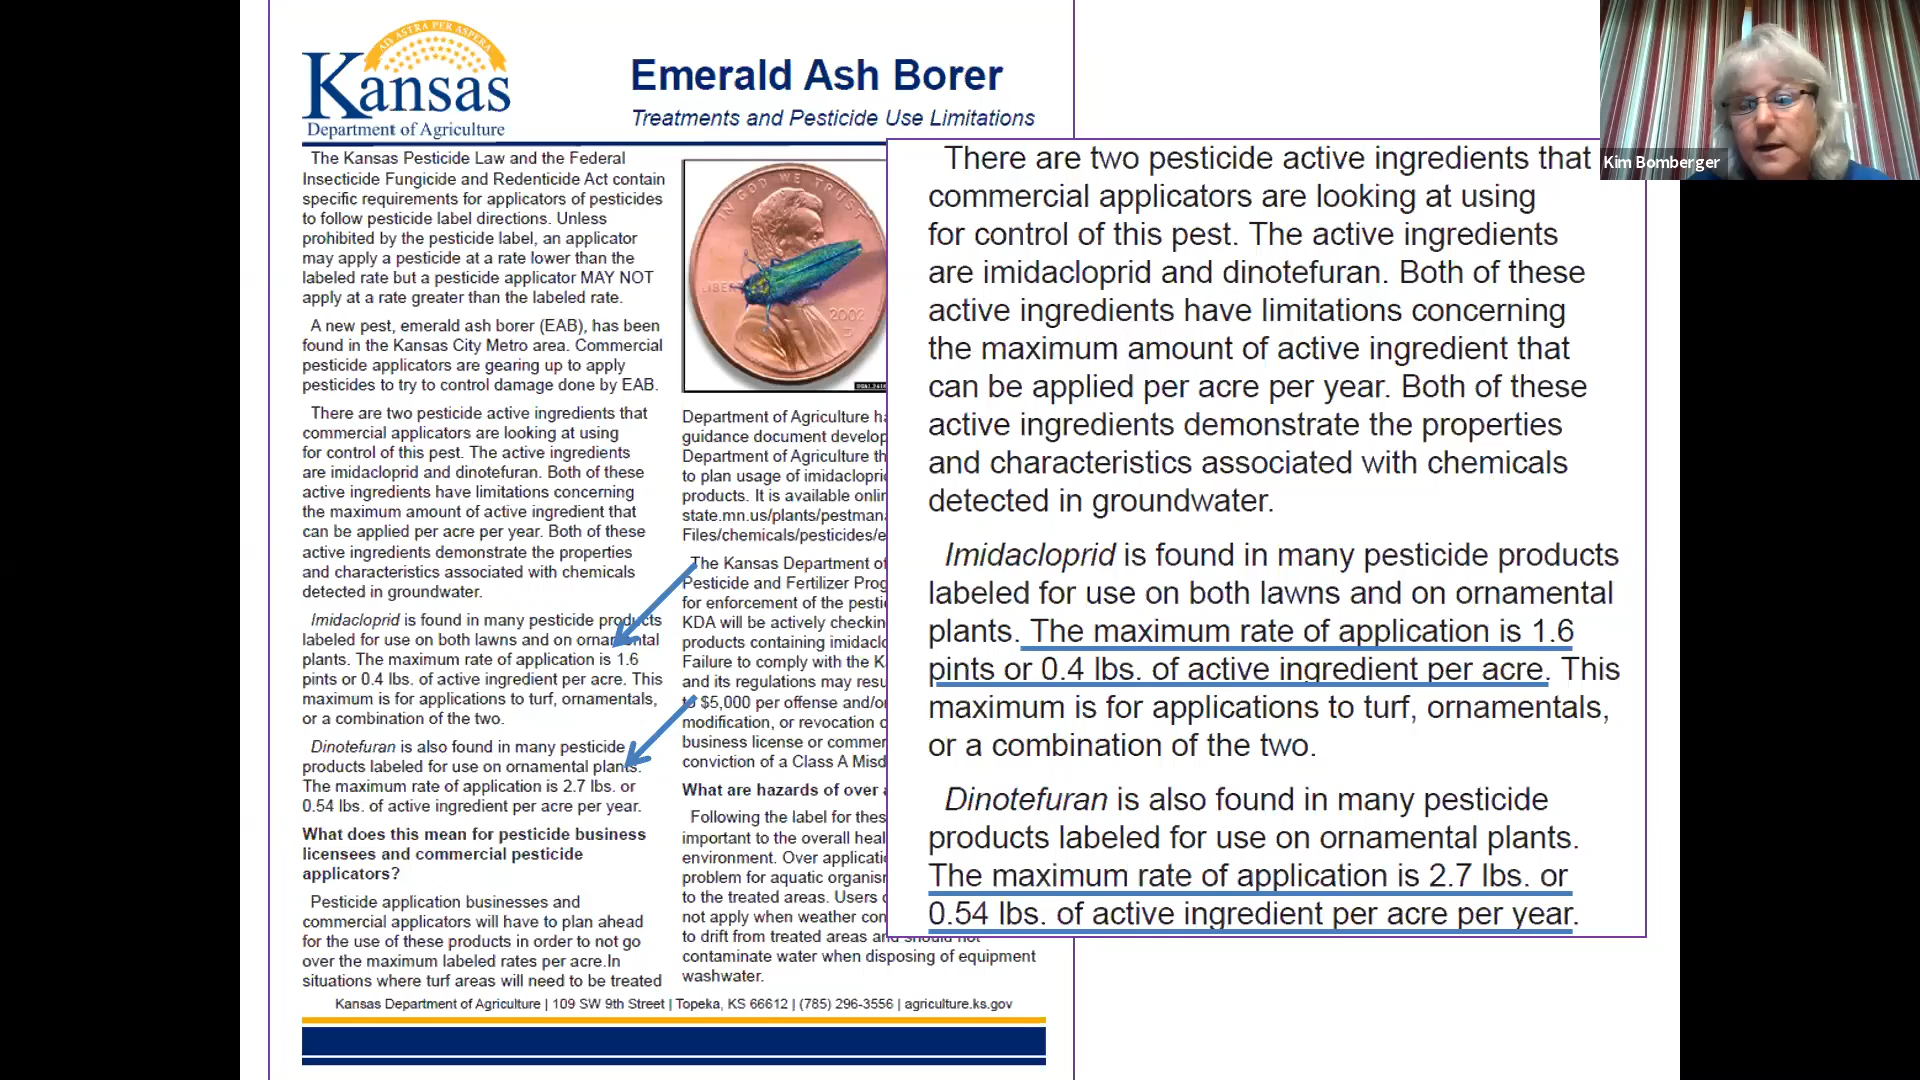 AD ASTRA PER ASPERA
Kansas
Department of Agriculture
Emerald Ash Borer
Treatments and Pesticide Use Limitations
The Kansas Pesticide Law and the Federal
Insecticide Fungicide and Redenticide Act contain
specific requirements for applicators of pesticides
to follow pesticide label directions. Unless
prohibited by the pesticide label, an applicator
may apply a pesticide at a rate lower than the
labeled rate but a pesticide applicator MAY NOT
apply at a rate greater than the labeled rate.
A new pest, emerald ash borer (EAB), has been
found in the Kansas City Metro area. Commercial
pesticide applicators are gearing up to apply
pesticides to try to control damage done by EAB.
There are two pesticide active ingredients that
commercial applicators are looking at using
for control of this pest. The active ingredients
are imidacloprid and dinotefuran. Both of these
active ingredients have limitations concerning
the maximum amount of active ingredient that
can be applied per acre per year. Both of these
active ingredients demonstrate the properties
and characteristics associated with chemicals
detected in groundwater.
Imidacloprid is found in many pesticide products
labeled for use on both lawns and on ornamental
plants. The maximum rate of application is 1.6
pints or 0.4 lbs. of active ingredient per acre. This
maximum is for applications to turf, ornamentals,
or a combination of the two.
Dinotefuran is also found in many pesticide
products labeled for use on ornamental plants.
The maximum rate of application is 2.7 lbs. or
0.54 lbs. of active ingredient per acre per year.
What does this mean for pesticide business
licensees and commercial pesticide
applicators?
Pesticide application businesses and
commercial applicators will have to plan ahead
for the use of these products in order to not go
over the maximum labeled rates per acre.In
situations where turf areas will need to be treated
IN GOD WE TRUST
LIBER
2002
D
Department of Agriculture ha
guidance document develop
Department of Agriculture th
to plan usage of imidaclopri
products. It is available onlin
state.mn.us/plants/pestmana
Files/chemicals/pesticides/e
The Kansas Department of
Pesticide and Fertilizer Prog
for enforcement of the pesti
KDA will be actively checkin
products containing imidaclo
Failure to comply with the K
and its regulations may resu
to $5,000 per offense and/or
modification, or revocation o
business license or commer
conviction of a Class A Misd
What are hazards of over a
Following the label for thes
important to the overall heal
environment. Over applicatio
problem for aquatic organism
to the treated areas. Users
not apply when weather con
to drift from treated areas and should not
contaminate water when disposing of equipment
washwater.
Kansas Department of Agriculture | 109 SW 9th Street | Topeka, KS 66612 | (785) 296-3556 | agriculture.ks.gov
There are two pesticide active ingredients that
commercial applicators are looking at using
for control of this pest. The active ingredients
are imidacloprid and dinotefuran. Both of these
active ingredients have limitations concerning
the maximum amount of active ingredient that
can be applied per acre per year. Both of these
active ingredients demonstrate the properties
and characteristics associated with chemicals
detected in groundwater.
Imidacloprid is found in many pesticide products
labeled for use on both lawns and on ornamental
plants. The maximum rate of application is 1.6
pints or 0.4 lbs. of active ingredient per acre. This
maximum is for applications to turf, ornamentals,
or a combination of the two.
Dinotefuran is also found in many pesticide
products labeled for use on ornamental plants.
The maximum rate of application is 2.7 lbs. or
0.54 lbs. of active ingredient per acre per year.
Kim Bomberger